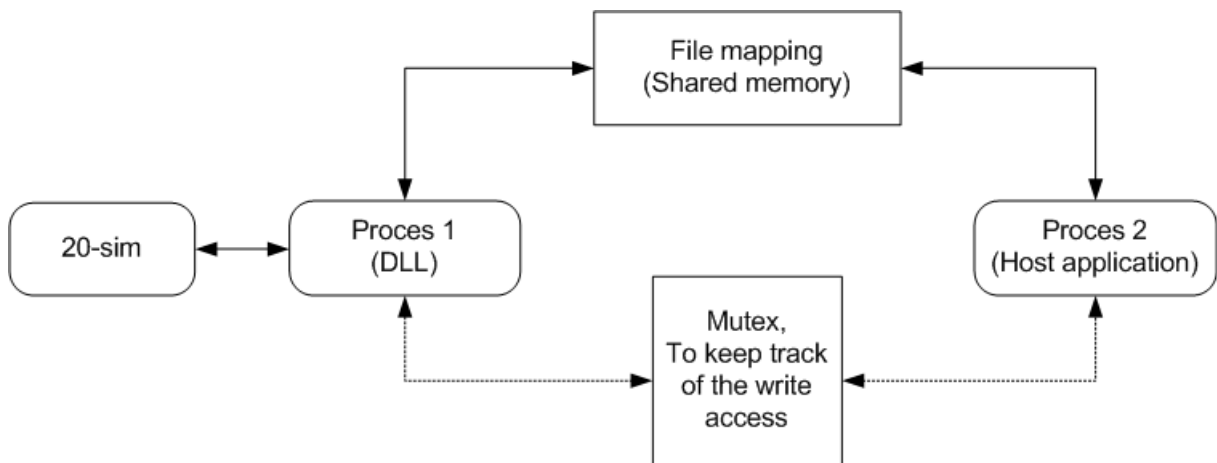 File mapping
(Shared memory)
20-sim
Proces 1
(DLL)
Proces 2
(Host application)
Mutex,
To keep track
of the write
access